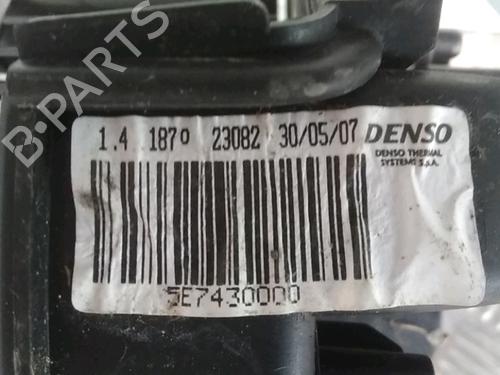 1.4 187º 23082 30/05/07 DENSO
DENSO THERMAL
SYSTEMS S.p.A.
5E7430000
B-PARTS